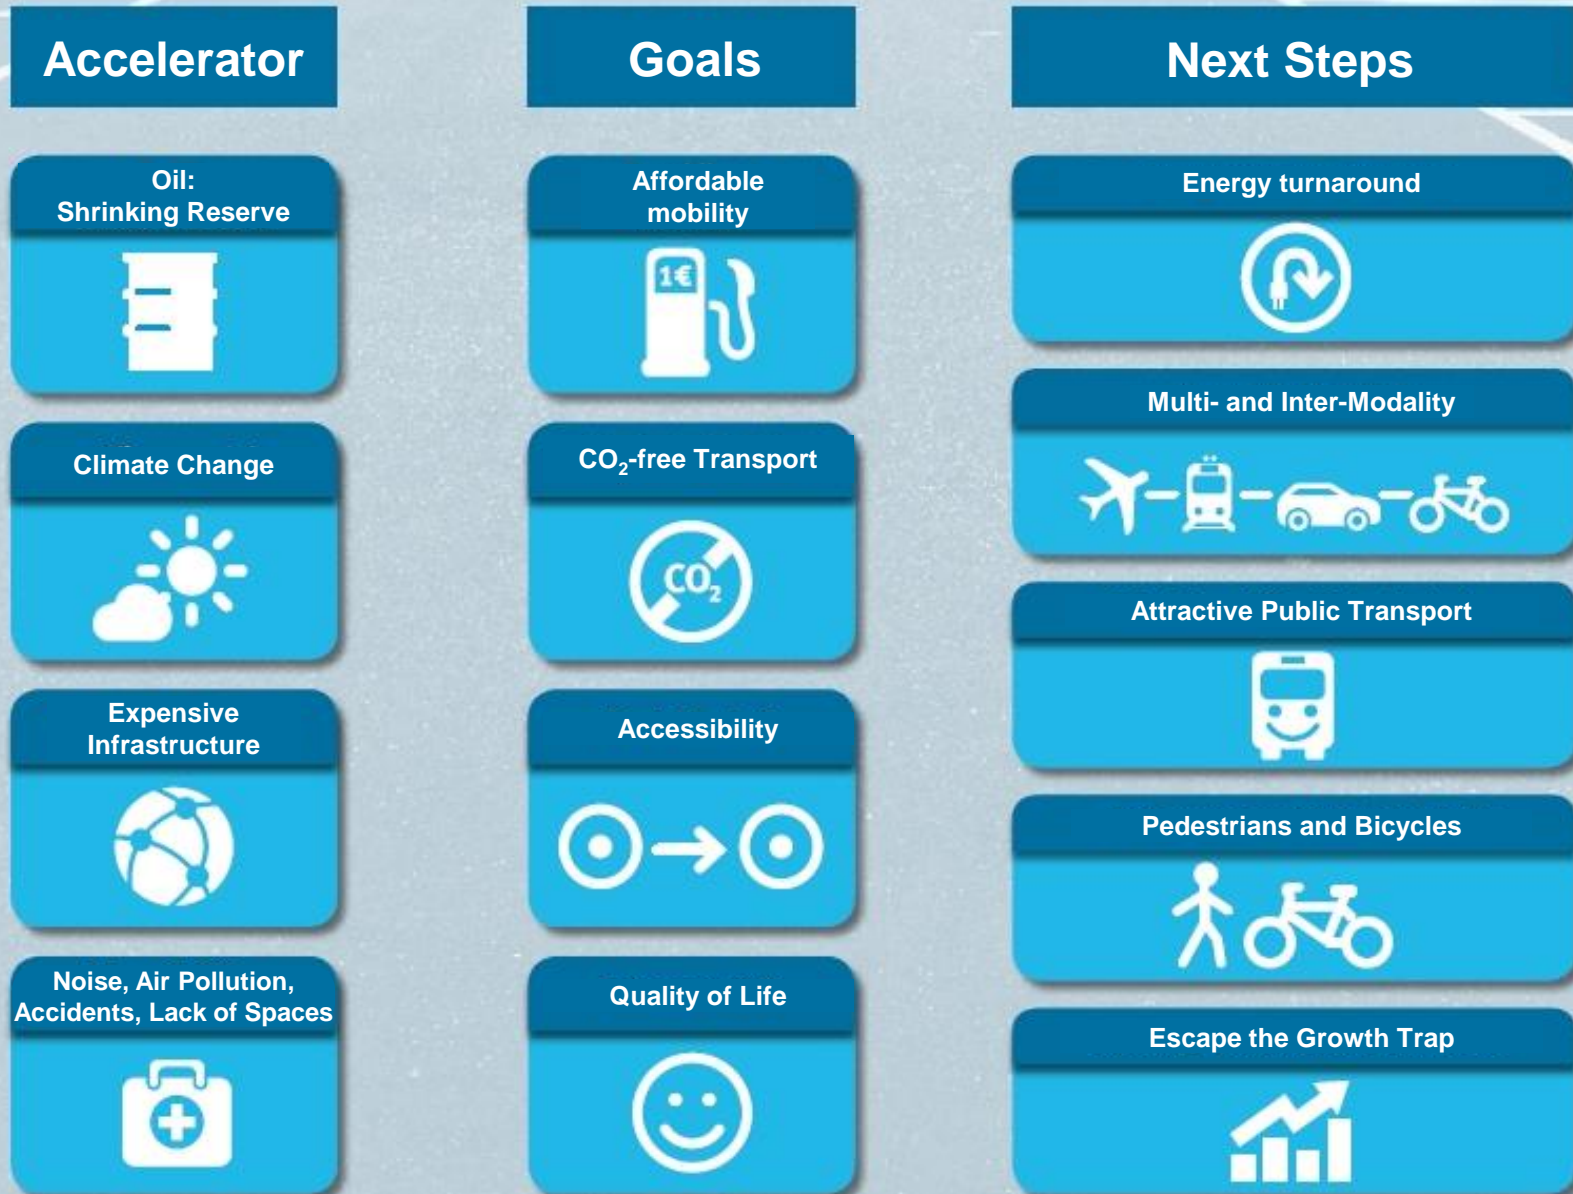 Accelerator
Oil:
Shrinking Reserve
Climate Change
Expensive
Infrastructure
Noise, Air Pollution,
Accidents, Lack of Spaces
Goals
Affordable
mobility
1€
CO₂-free Transport
CO₂
Accessibility
Quality of Life
Next Steps
Energy turnaround
Multi- and Inter-Modality
Attractive Public Transport
Pedestrians and Bicycles
Escape the Growth Trap